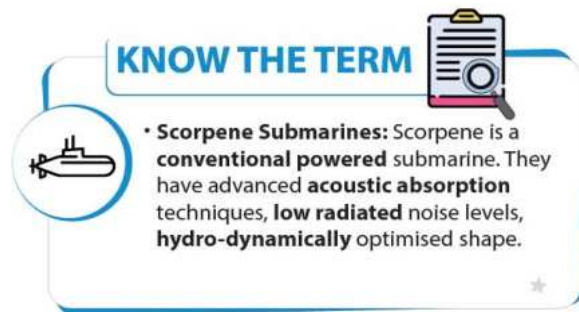 KNOW THE TERM
• Scorpene Submarines: Scorpene is a
conventional powered submarine. They
have advanced acoustic absorption
techniques, low radiated noise levels,
hydro-dynamically optimised shape.